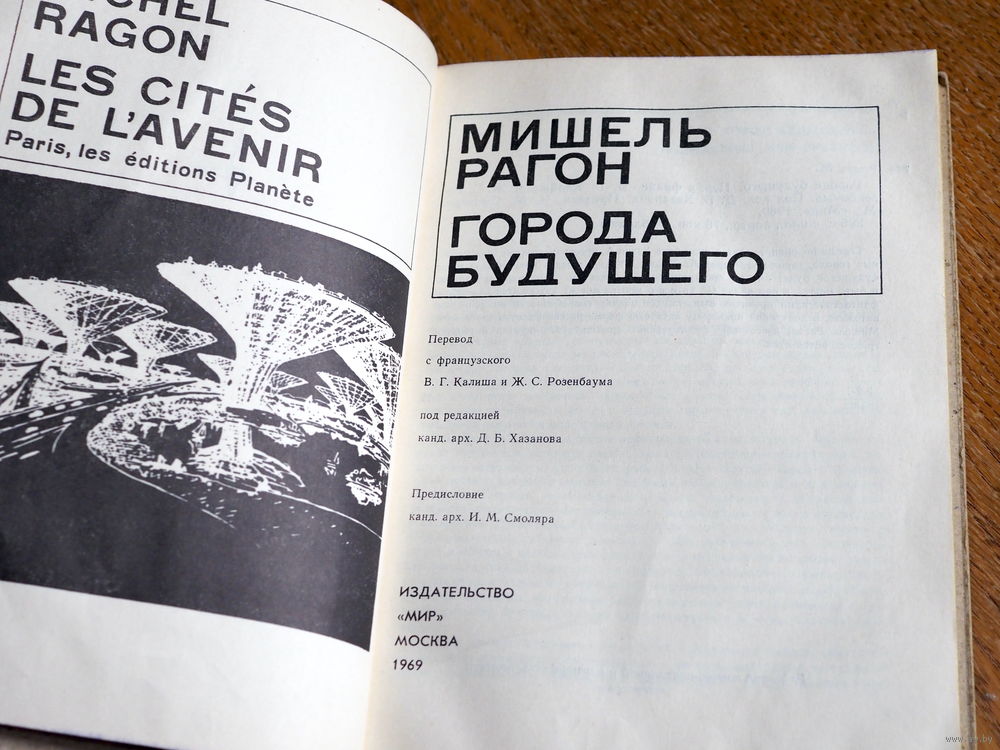 RAGON
LES CITÉS
DE L'AVENIR
Paris, les éditions Planète
МИШЕЛЬ
РАГОН
ГОРОДА
БУДУЩЕГО
Перевод
с французского
В. Г. Калиша и Ж. С. Розенбаума
под редакцией
канд. арх. Д. Б. Хазанова
Предисловие
канд. арх. И. М. Смоляра
ИЗДАТЕЛЬСТВО
«МИР»
МОСКВА
1969